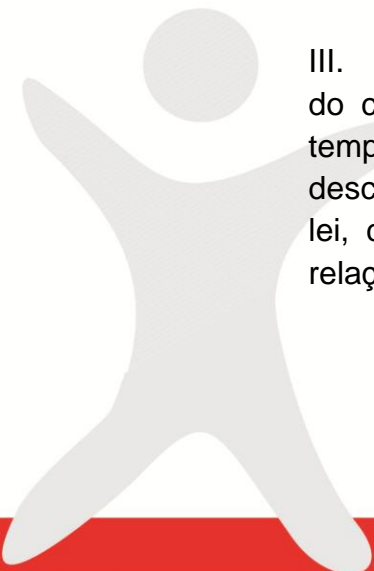 III.
do
temp
desc
lei,
relaç